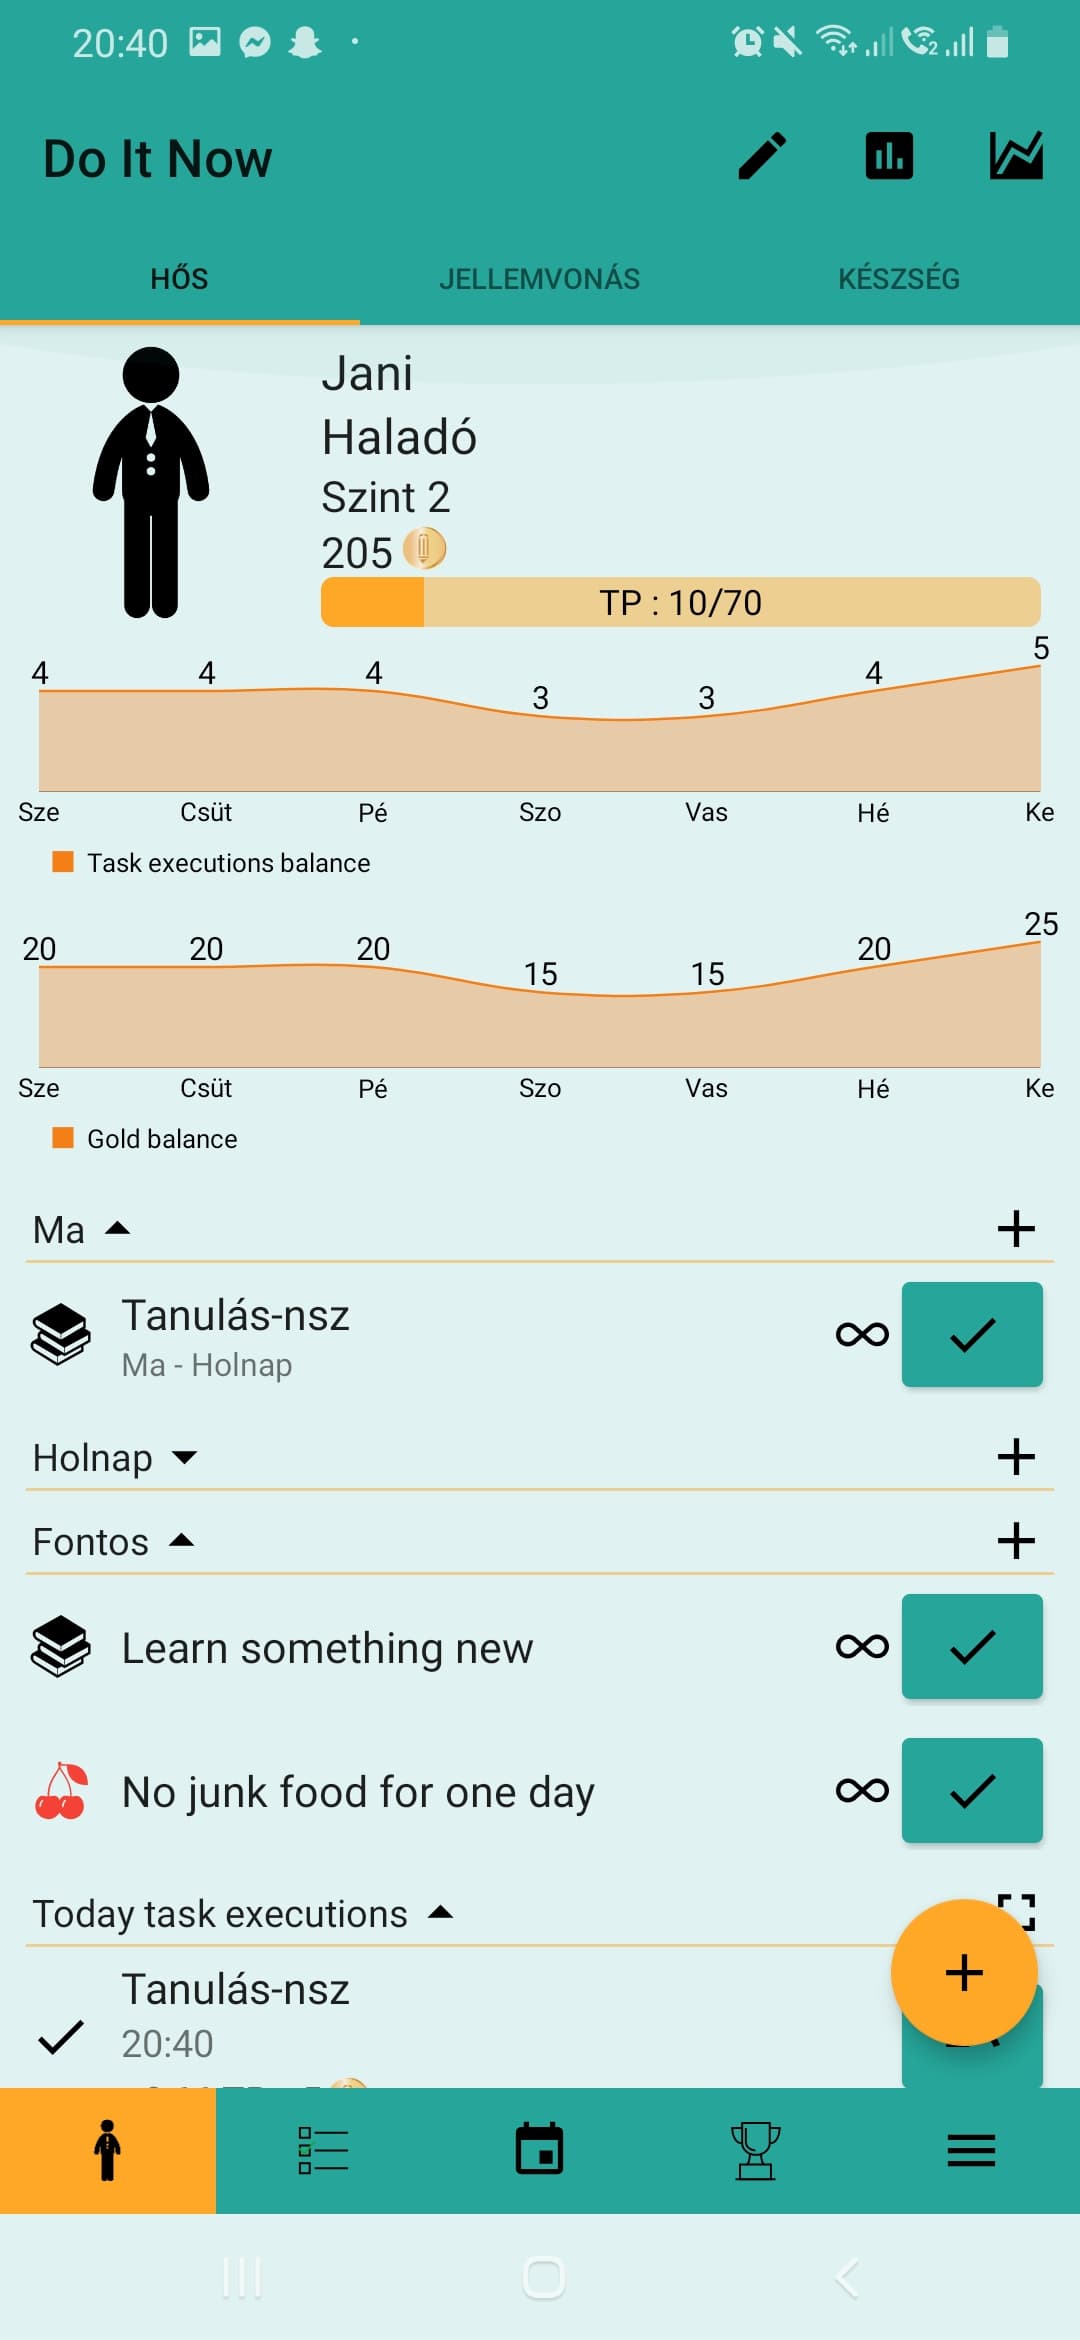 20:40
2
Do It Now
HŐS JELLEMVONÁS KÉSZSÉG
Jani
Haladó
Szint 2
205
TP : 10/70
4 4 4 3 3 4 5
Sze Csüt Pé Szo Vas Hé Ke
Task executions balance
20 20 20 15 15 20 25
Sze Csüt Pé Szo Vas Hé Ke
Gold balance
Ma
Tanulás-nsz
Ma - Holnap
Holnap
Fontos
Learn something new
No junk food for one day
Today task executions
Tanulás-nsz
20:40